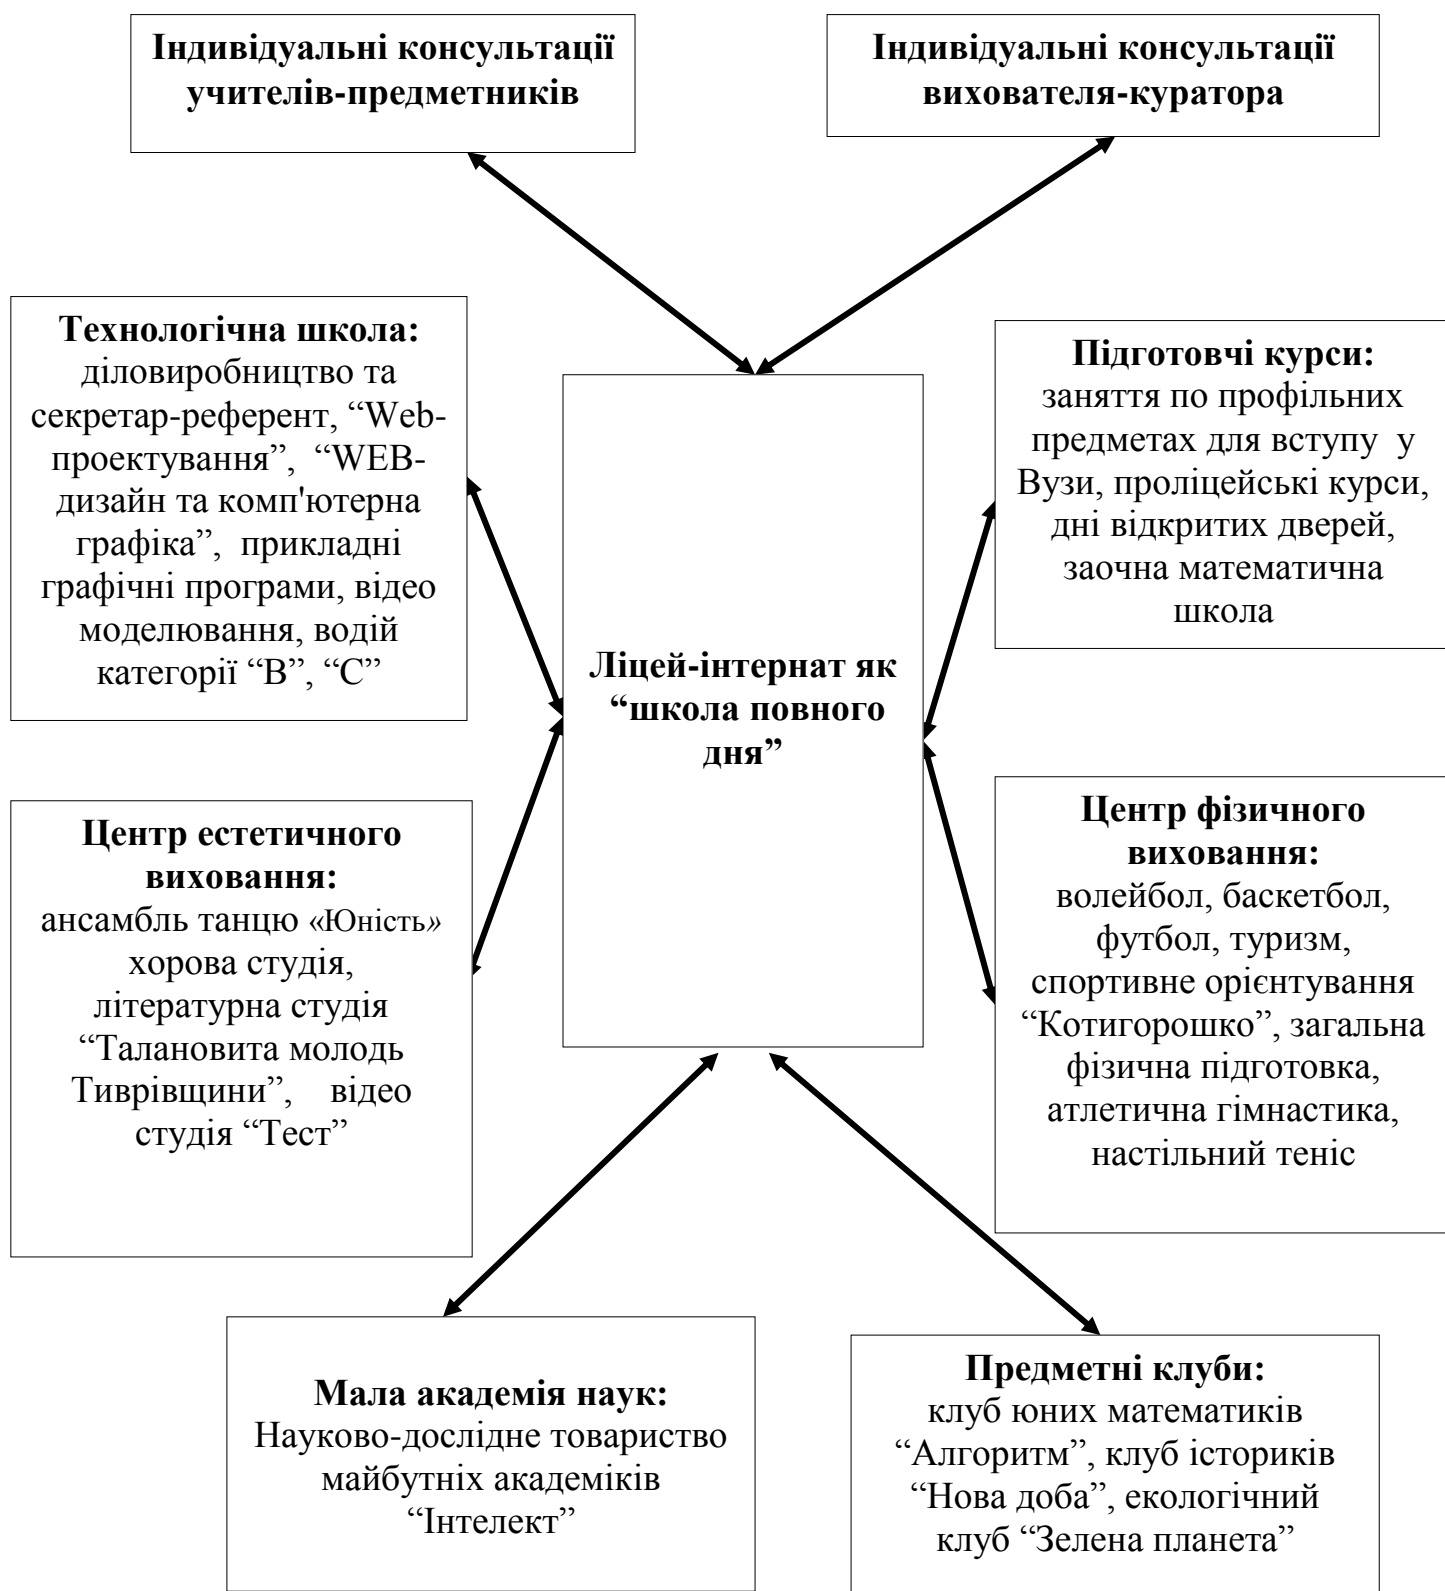 Індивідуальні консультації
учителів-предметників
Індивідуальні консультації
вихователя-куратора
Технологічна школа:
діловиробництво та
секретар-референт, “Web-
проектування”, “WEB-
дизайн та комп'ютерна
графіка”, прикладні
графічні програми, відео
моделювання, водій
категорії “В”, “С”
Підготовчі курси:
заняття по профільних
предметах для вступу у
Вузи, проліцейські курси,
дні відкритих дверей,
заочна математична
школа
Ліцей-інтернат як
“школа повного
дня”
Центр естетичного
виховання:
ансамбль танцю «Юність»
хорова студія,
літературна студія
“Талановита молодь
Тиврівщини”, відео
студія “Тест”
Центр фізичного
виховання:
волейбол, баскетбол,
футбол, туризм,
спортивне орієнтування
“Котигорошко”, загальна
фізична підготовка,
атлетична гімнастика,
настільний теніс
Мала академія наук:
Науково-дослідне товариство
майбутніх академіків
“Інтелект”
Предметні клуби:
клуб юних математиків
“Алгоритм”, клуб істориків
“Нова доба”, екологічний
клуб “Зелена планета”